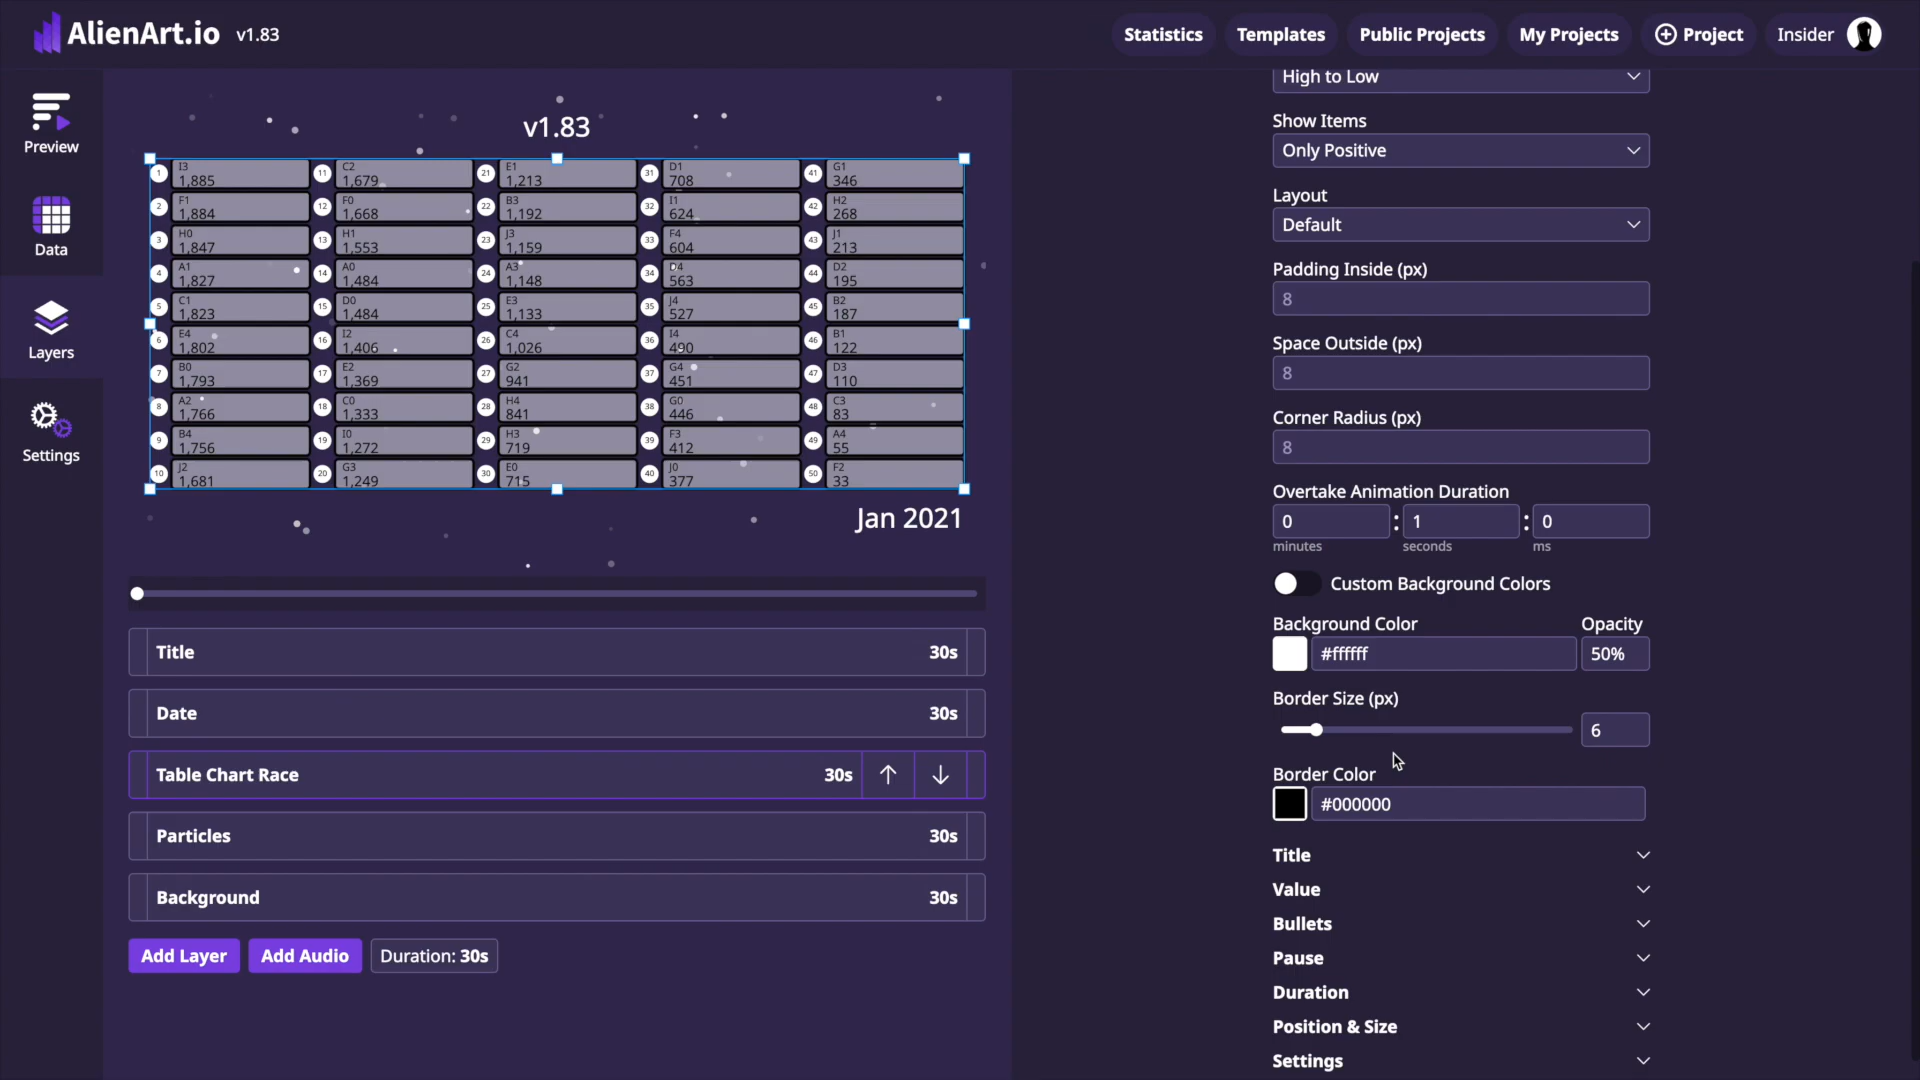 AlienArt.io v1.83
Statistics
Templates
Public Projects
My Projects
Project
Insider
Preview
Data
Layers
Settings
v1.83
1 I3 1,885 11 C2 1,679 21 E1 1,213 31 D1 708 41 G1 346
2 F1 1,884 12 F0 1,668 22 B3 1,192 32 I1 624 42 H2 268
3 H0 1,847 13 H1 1,553 23 J3 1,159 33 F4 604 43 J1 213
4 A1 1,827 14 A0 1,484 24 A3 1,148 34 D4 563 44 D2 195
5 C1 1,823 15 D0 1,484 25 E3 1,133 35 J4 527 45 B2 187
6 E4 1,802 16 I2 1,406 26 C4 1,026 36 I4 490 46 B1 122
7 B0 1,793 17 E2 1,369 27 G2 941 37 G4 451 47 D3 110
8 A2 1,766 18 C0 1,333 28 H4 841 38 G0 446 48 C3 83
9 B4 1,756 19 I0 1,272 29 H3 719 39 F3 412 49 A4 55
10 J2 1,681 20 G3 1,249 30 E0 715 40 J0 377 50 F2 33
Jan 2021
Title 30s
Date 30s
Table Chart Race 30s
Particles 30s
Background 30s
Add Layer
Add Audio
Duration: 30s
High to Low
Show Items
Only Positive
Layout
Default
Padding Inside (px)
8
Space Outside (px)
8
Corner Radius (px)
8
Overtake Animation Duration
0 : 1 : 0
minutes seconds ms
Custom Background Colors
Background Color Opacity
#ffffff 50%
Border Size (px)
6
Border Color
#000000
Title
Value
Bullets
Pause
Duration
Position & Size
Settings